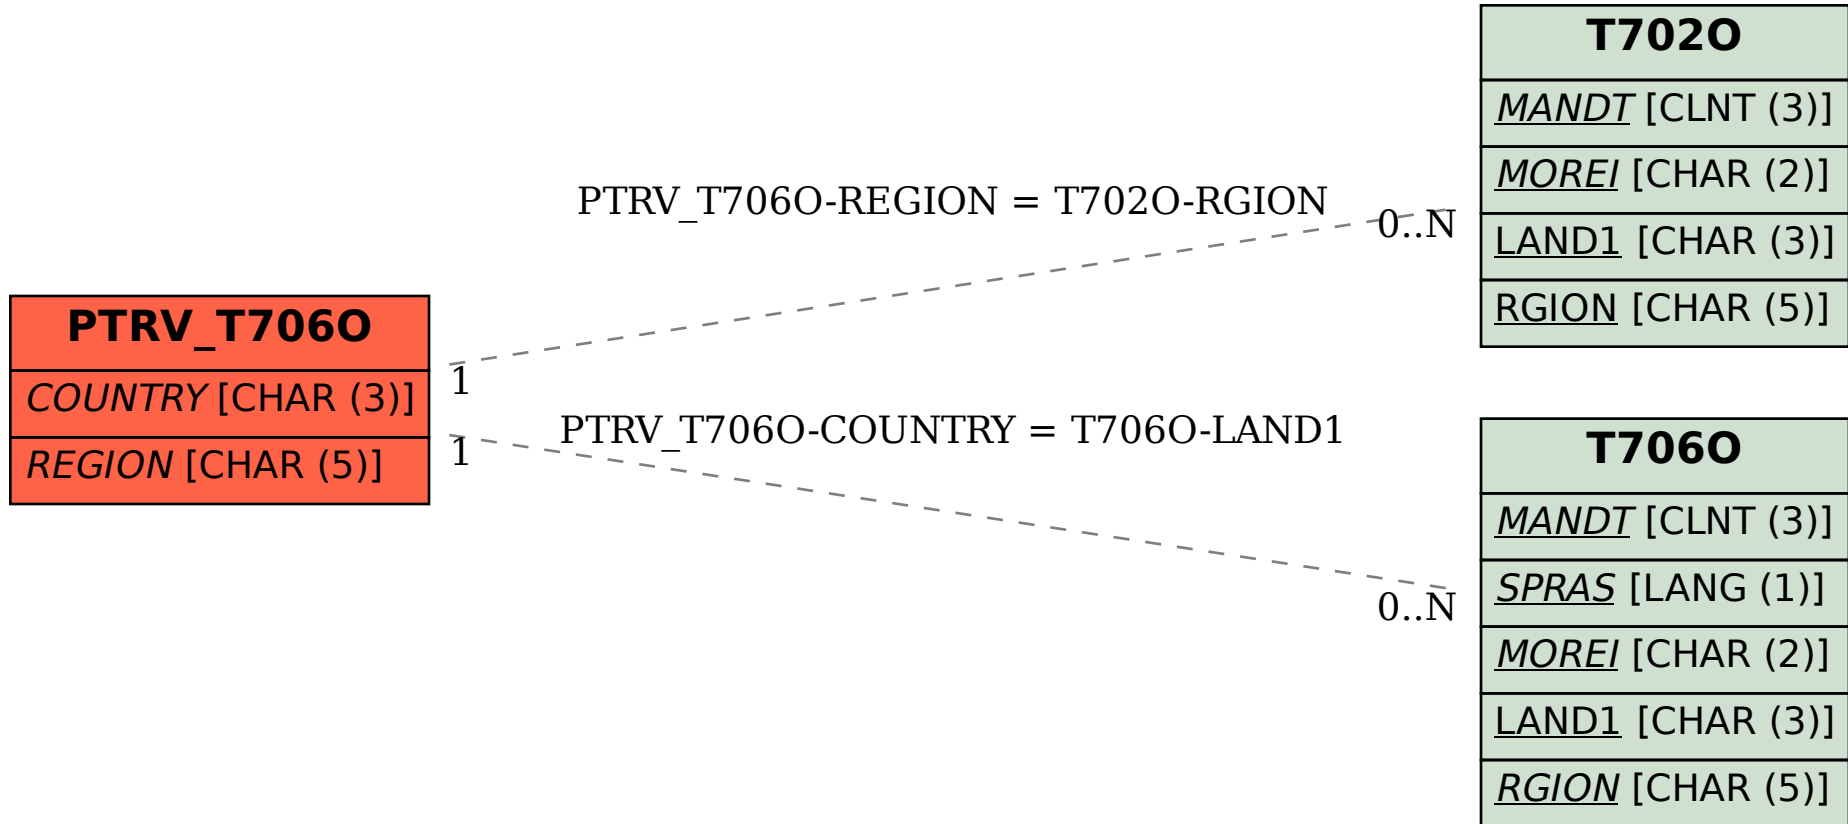 T702O
MANDT [CLNT (3)]
MOREI [CHAR (2)]
LAND1 [CHAR (3)]
RGION [CHAR (5)]
PTRV_T706O-REGION = T702O-RGION
0..N
1
PTRV_T706O
COUNTRY [CHAR (3)]
REGION [CHAR (5)]
1
PTRV_T706O-COUNTRY = T706O-LAND1
0..N
T706O
MANDT [CLNT (3)]
SPRAS [LANG (1)]
MOREI [CHAR (2)]
LAND1 [CHAR (3)]
RGION [CHAR (5)]